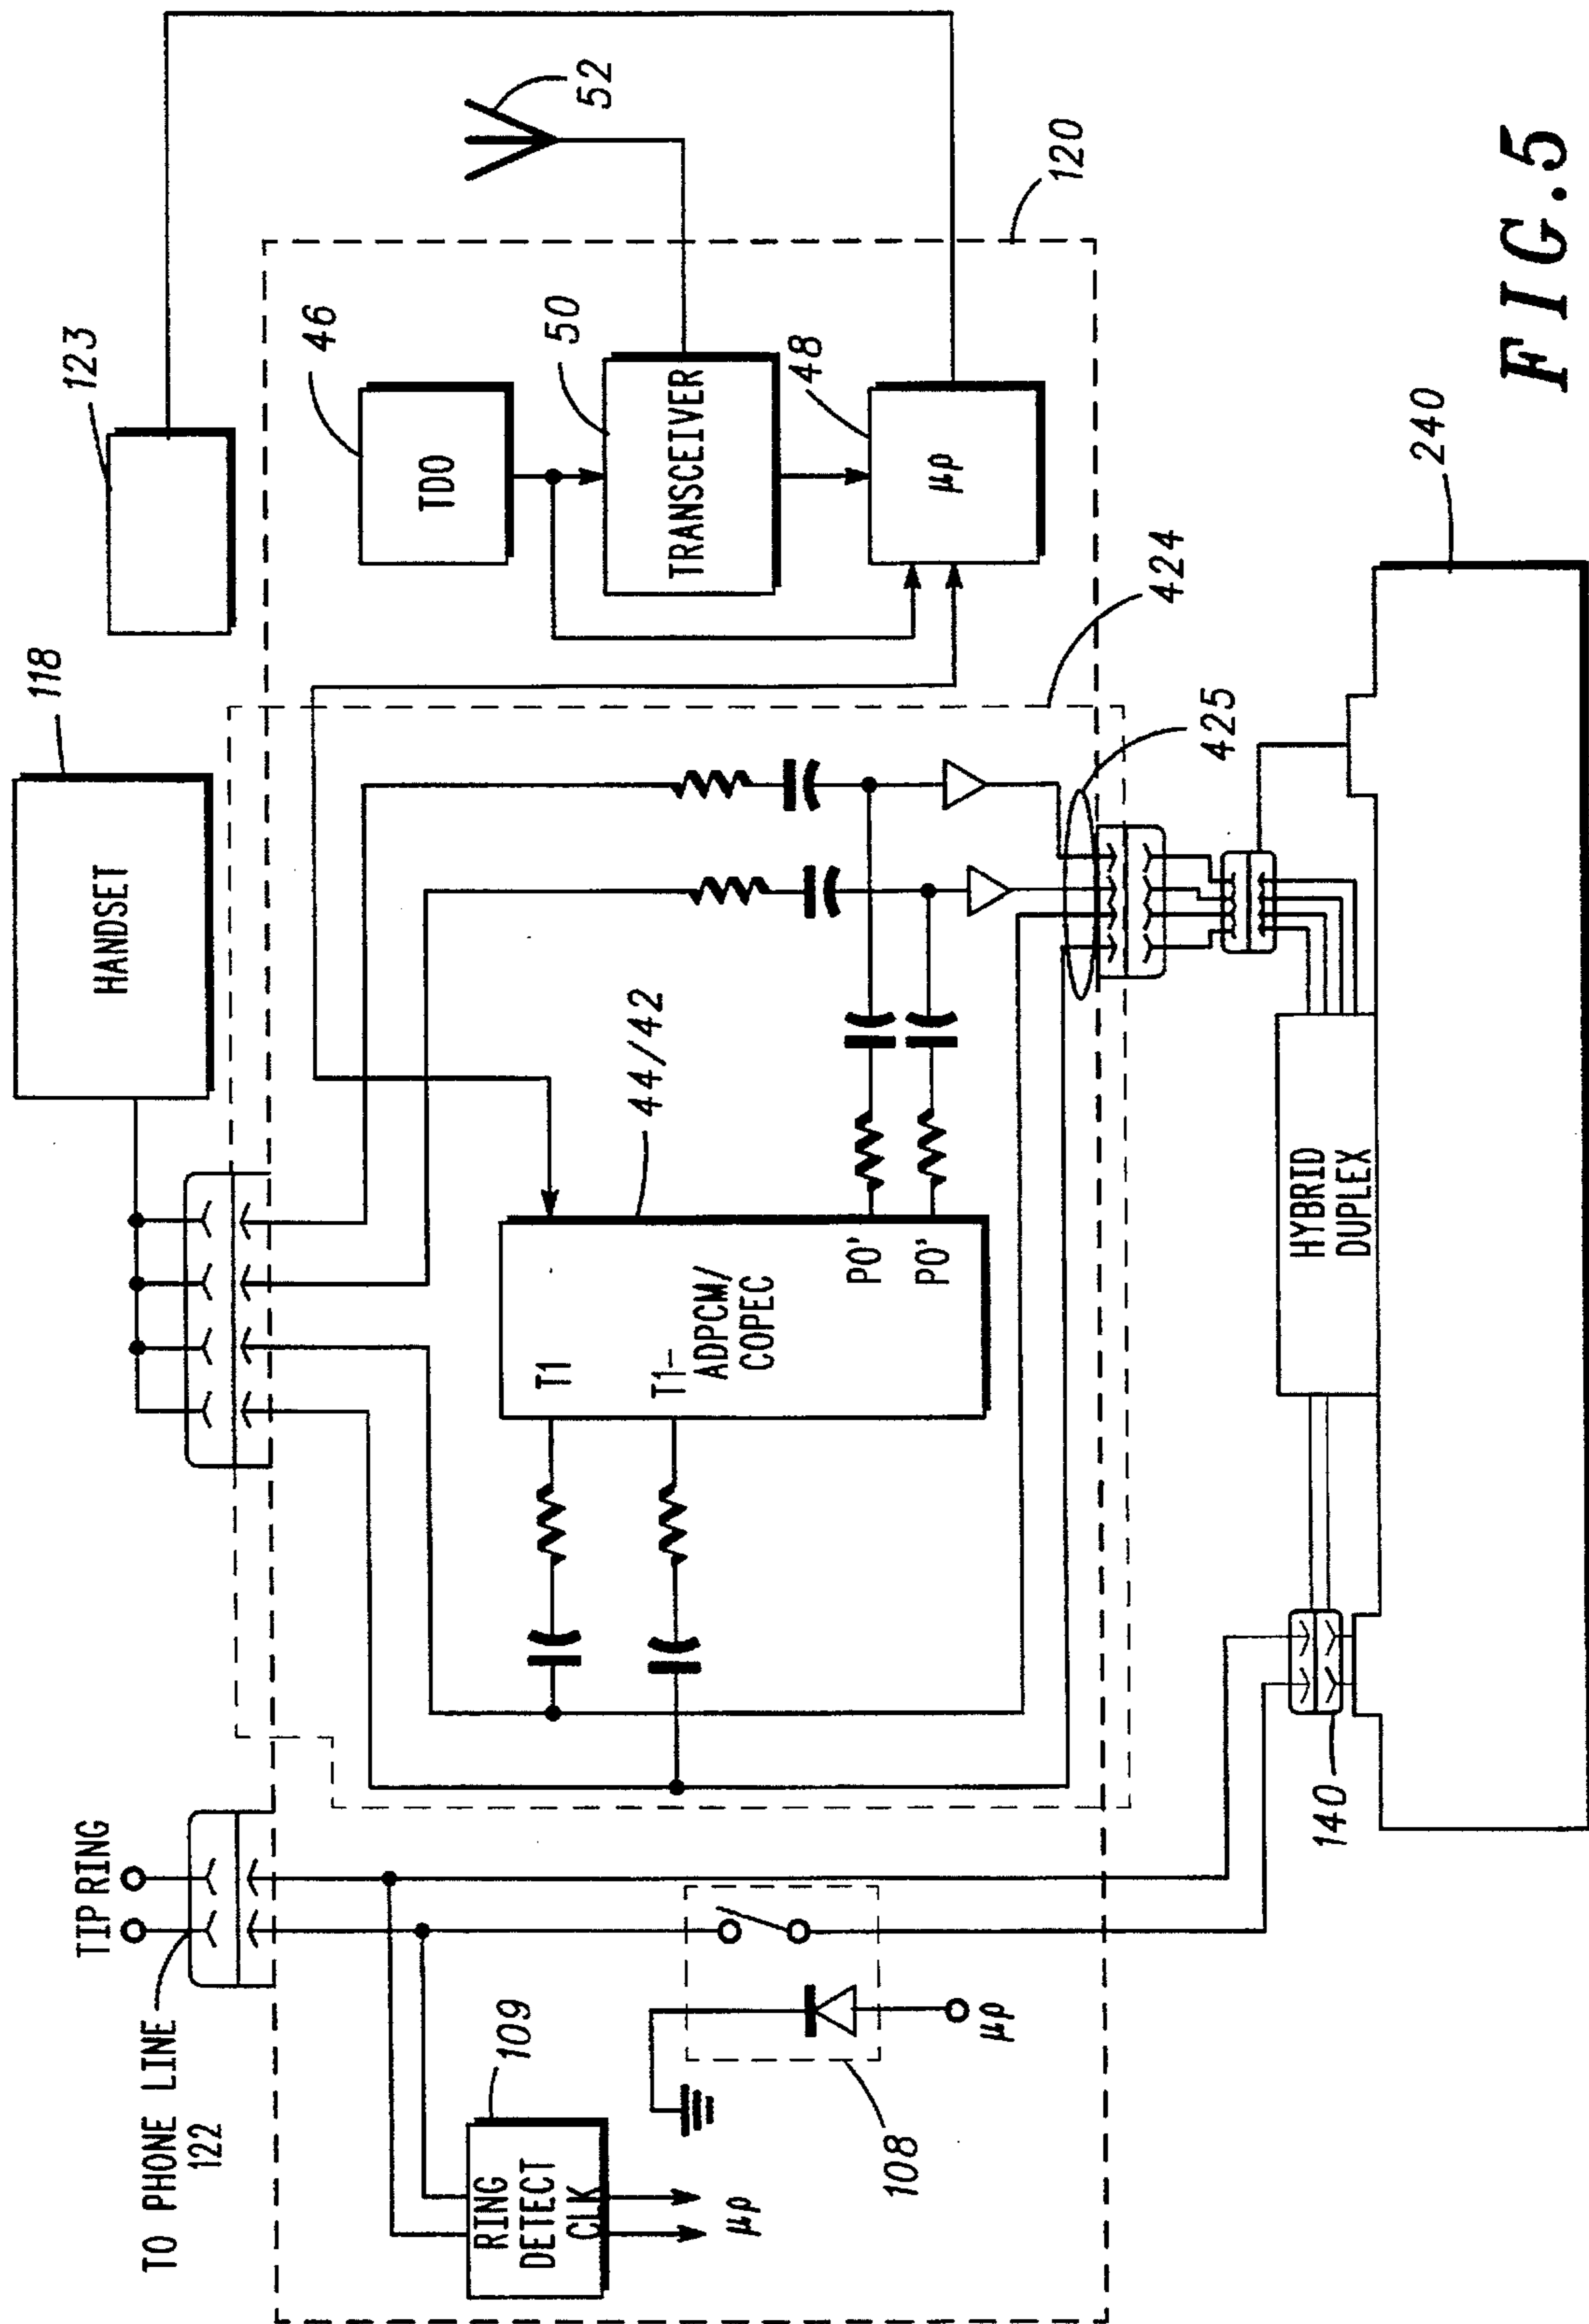 TO PHONE LINE
122
TIP RING
HANDSET
118
123
52
RING
DETECT
CLK
109
µp
108
µp
T1
T1-
ADPCM/
COPEC
PO'
PO'
44/42
TDO
46
TRANSCEIVER
50
µp
48
120
424
425
140
HYBRID
DUPLEX
240
FIG.5